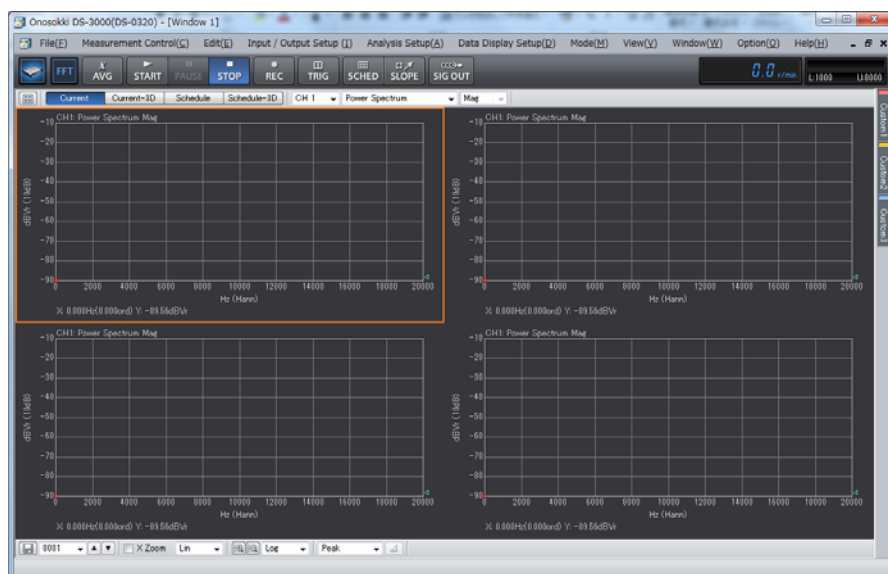 Onosokki DS-3000(DS-0320) - [Window 1]
File(F) Measurement Control(C) Edit(E) Input / Output Setup (I) Analysis Setup(A) Data Display Setup(D) Mode(M) View(V) Window(W) Option(O) Help(H)
FFT AVG START PAUSE STOP REC TRIG SCHED SLOPE SIG OUT 0.0 r/min L:1000 U:8000
Current Current-3D Schedule Schedule-3D CH 1 Power Spectrum Mag
Custom1
Custom2
Custom3
CH1: Power Spectrum Mag
-10
-20
-30
-40
-50
-60
-70
-80
-90
dBVr (10dB)
0 2000 4000 6000 8000 10000 12000 14000 16000 18000 20000
Hz (Hann)
X: 0.000Hz(0.000ord) Y: -89.56dBVr
CH1: Power Spectrum Mag
-10
-20
-30
-40
-50
-60
-70
-80
-90
dBVr (10dB)
0 2000 4000 6000 8000 10000 12000 14000 16000 18000 20000
Hz (Hann)
X: 0.000Hz(0.000ord) Y: -89.56dBVr
CH1: Power Spectrum Mag
-10
-20
-30
-40
-50
-60
-70
-80
-90
dBVr (10dB)
0 2000 4000 6000 8000 10000 12000 14000 16000 18000 20000
Hz (Hann)
X: 0.000Hz(0.000ord) Y: -89.56dBVr
CH1: Power Spectrum Mag
-10
-20
-30
-40
-50
-60
-70
-80
-90
dBVr (10dB)
0 2000 4000 6000 8000 10000 12000 14000 16000 18000 20000
Hz (Hann)
X: 0.000Hz(0.000ord) Y: -89.56dBVr
0001 X Zoom Lin Log Peak